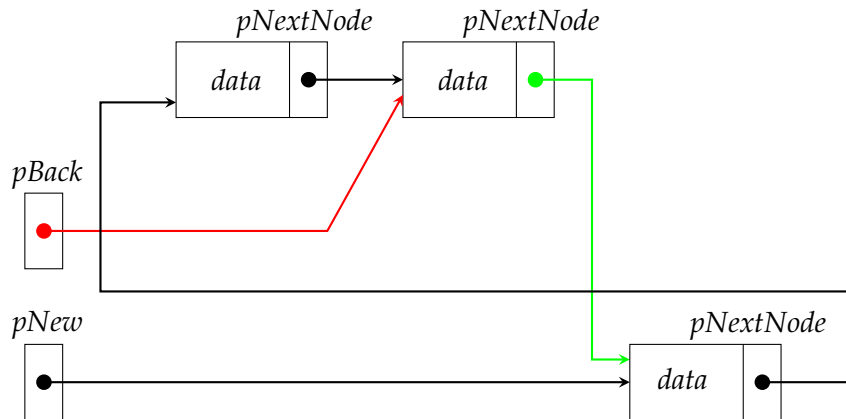 pNextNode pNextNode
data data
pBack
pNew
pNextNode
data